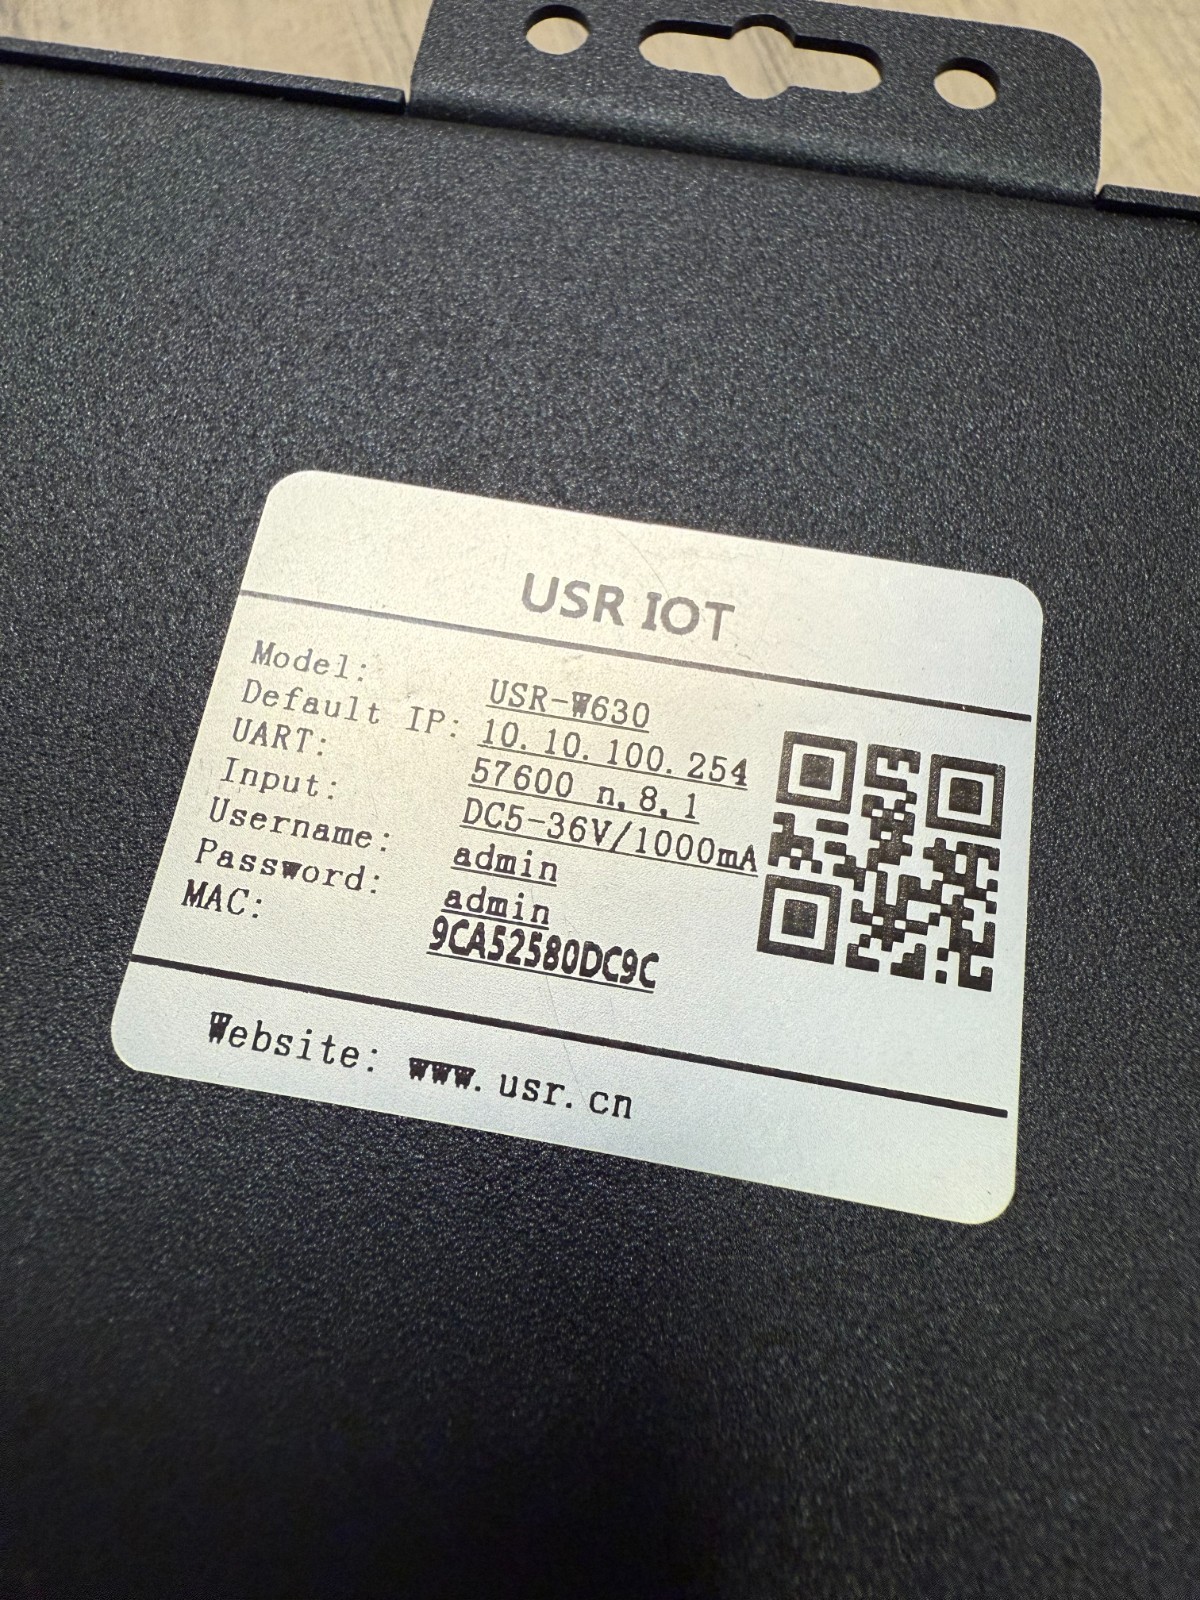 USR IOT
Model: USR-W630
Default IP: 10.10.100.254
UART: 57600 n,8,1
Input: DC5-36V/1000mA
Username: admin
Password: admin
MAC: 9CA52580DC9C
Website: www.usr.cn